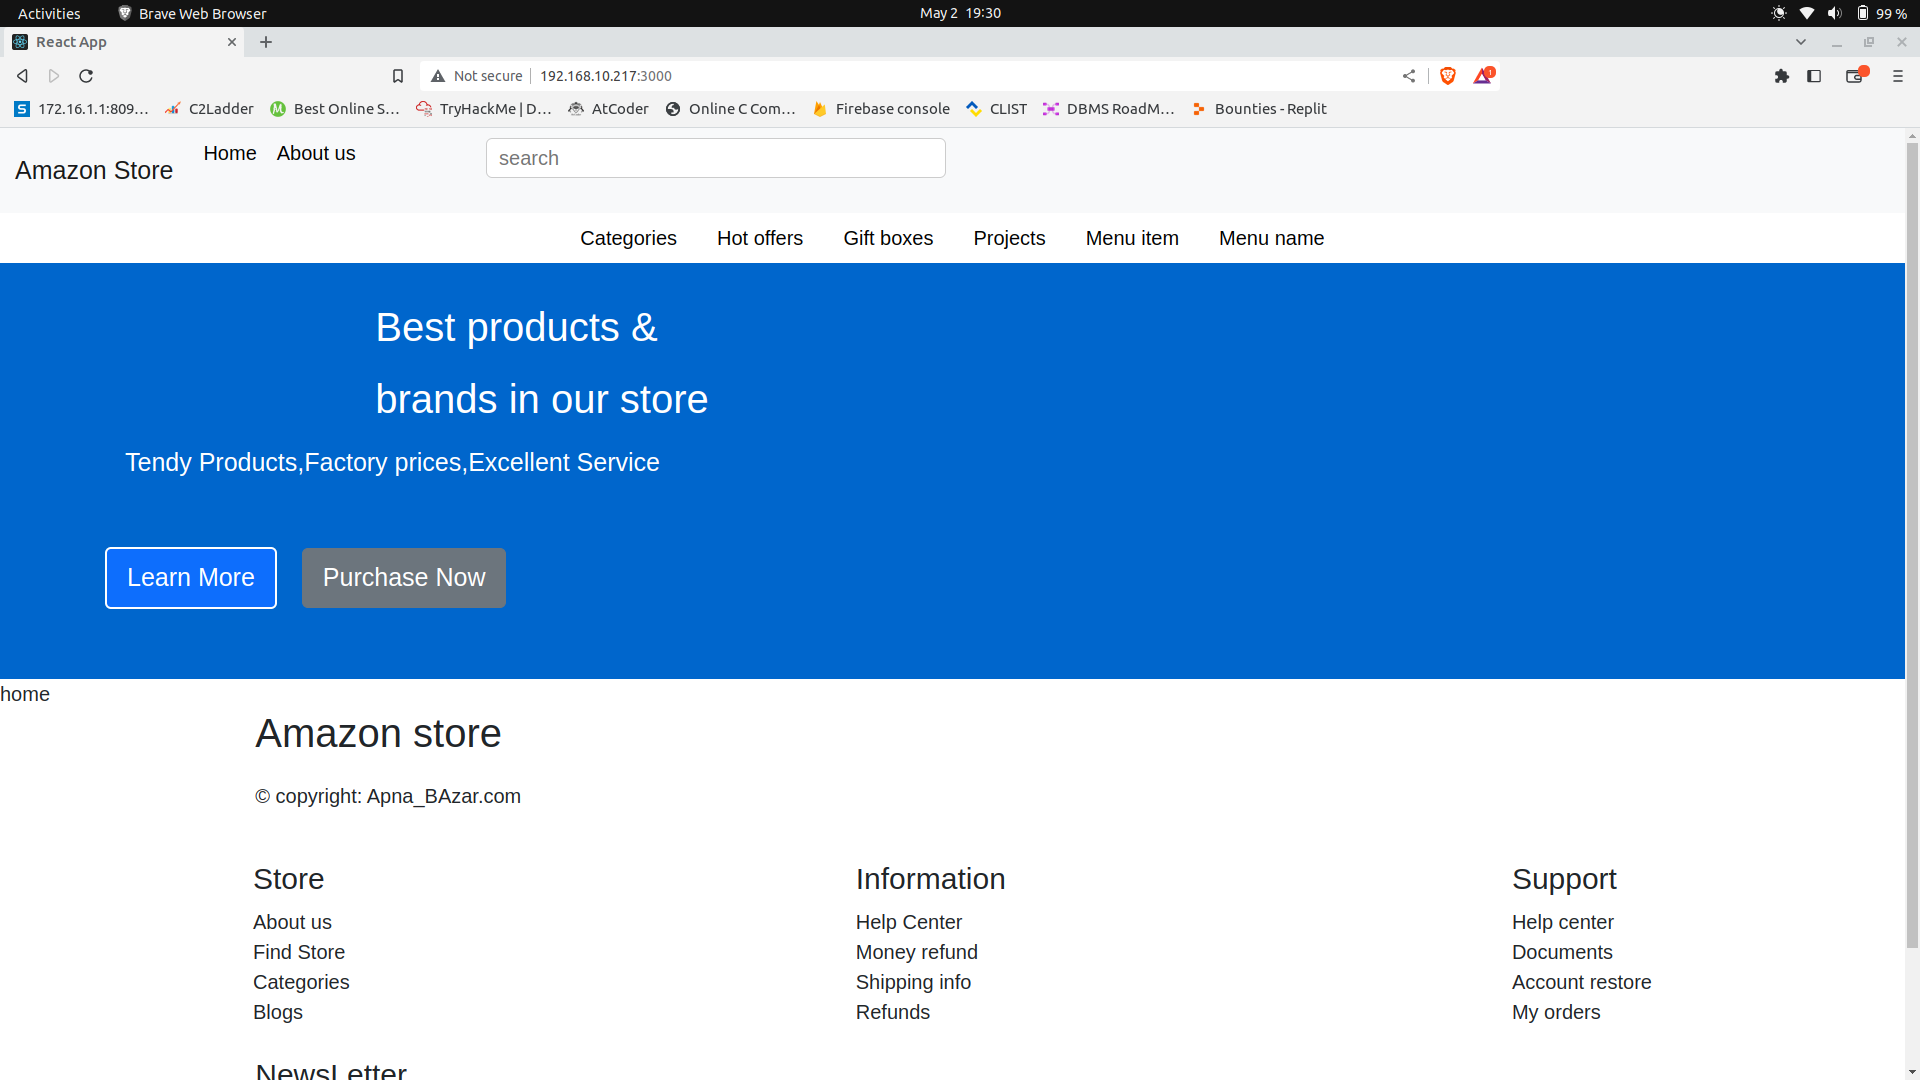 Activities Brave Web Browser May 2 19:30 99 %
React App
Not secure 192.168.10.217:3000 1
172.16.1.1:809… C2Ladder Best Online S… TryHackMe | D… AtCoder Online C Com… Firebase console CLIST DBMS RoadM… Bounties - Replit
Amazon Store Home About us search
Categories Hot offers Gift boxes Projects Menu item Menu name
Best products &
brands in our store
Tendy Products,Factory prices,Excellent Service
Learn More Purchase Now
home
Amazon store
© copyright: Apna_BAzar.com
Store Information Support
About us Help Center Help center
Find Store Money refund Documents
Categories Shipping info Account restore
Blogs Refunds My orders
NewsLetter